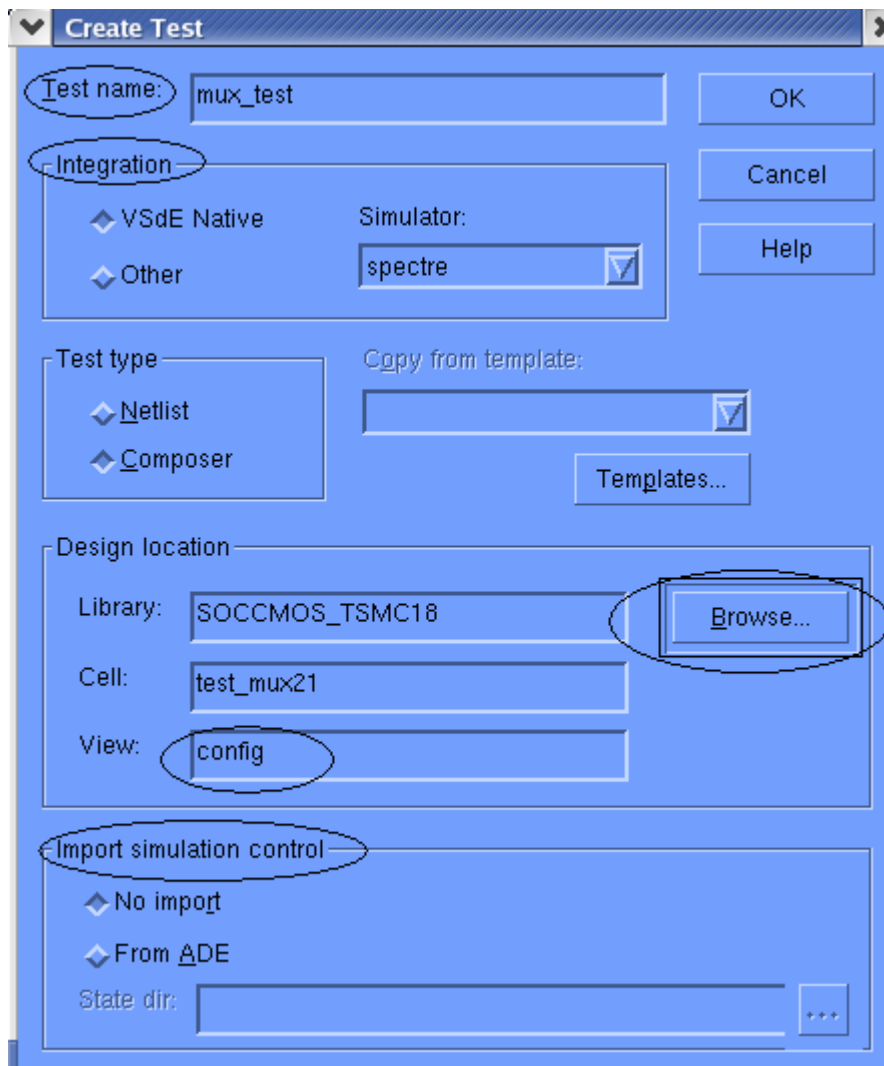 Create Test
Test name: mux_test
OK
Integration
Cancel
VSdE Native
Simulator:
Help
Other
spectre
Test type
Copy from template:
Netlist
Composer
Templates...
Design location
Library: SOCCMOS_TSMC18
Browse...
Cell: test_mux21
View: config
Import simulation control
No import
From ADE
State dir:
...